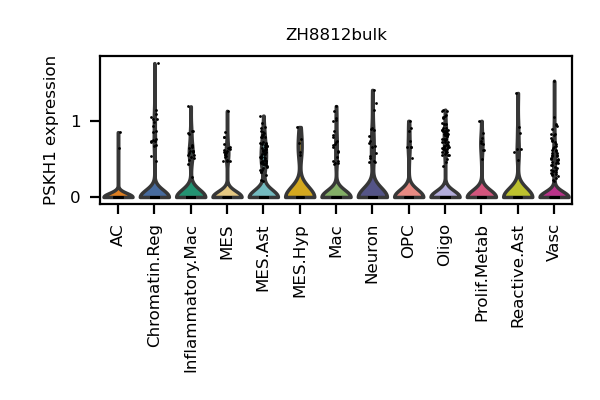 ZH8812bulk
PSKH1 expression
1
0
AC
Chromatin.Reg
Inflammatory.Mac
MES
MES.Ast
MES.Hyp
Mac
Neuron
OPC
Oligo
Prolif.Metab
Reactive.Ast
Vasc